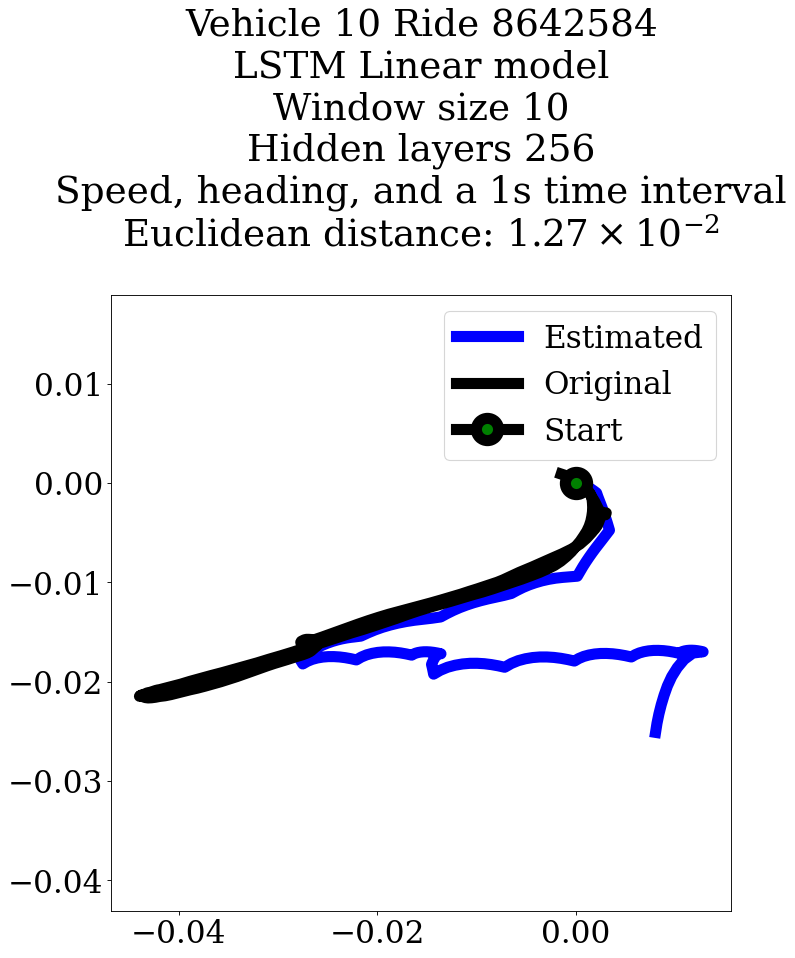 Vehicle 10 Ride 8642584
LSTM Linear model
Window size 10
Hidden layers 256
Speed, heading, and a 1s time interval
Euclidean distance: 1.27 × 10⁻²
Estimated
Original
Start
0.01
0.00
−0.01
−0.02
−0.03
−0.04
−0.04 −0.02 0.00